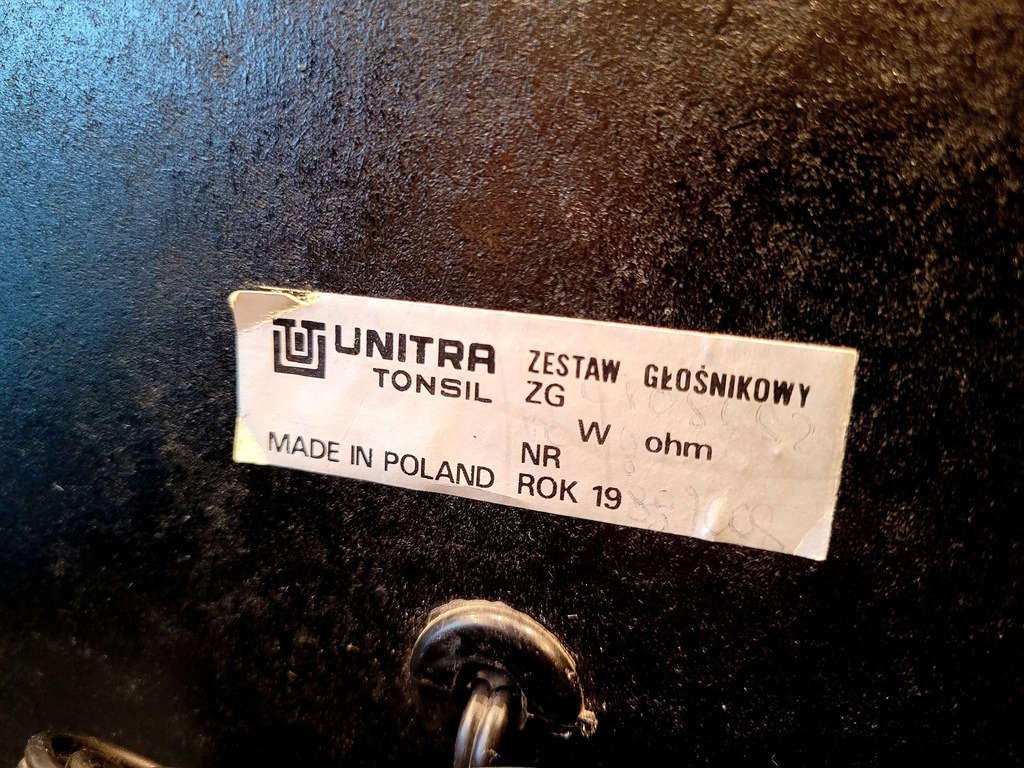 UNITRA
TONSIL
MADE IN POLAND
ZESTAW GŁOŚNIKOWY
ZG
W ohm
NR
ROK 19